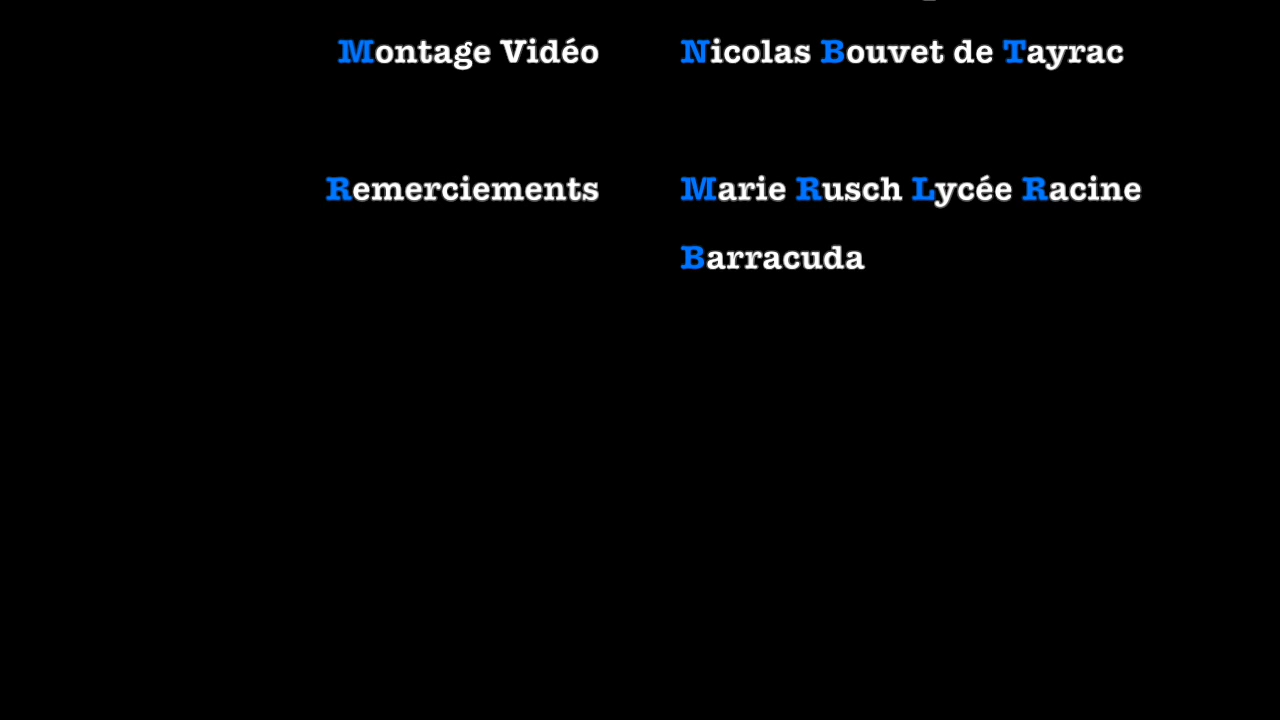 Montage Vidéo Nicolas Bouvet de Tayrac
Remerciements Marie Rusch Lycée Racine
Barracuda